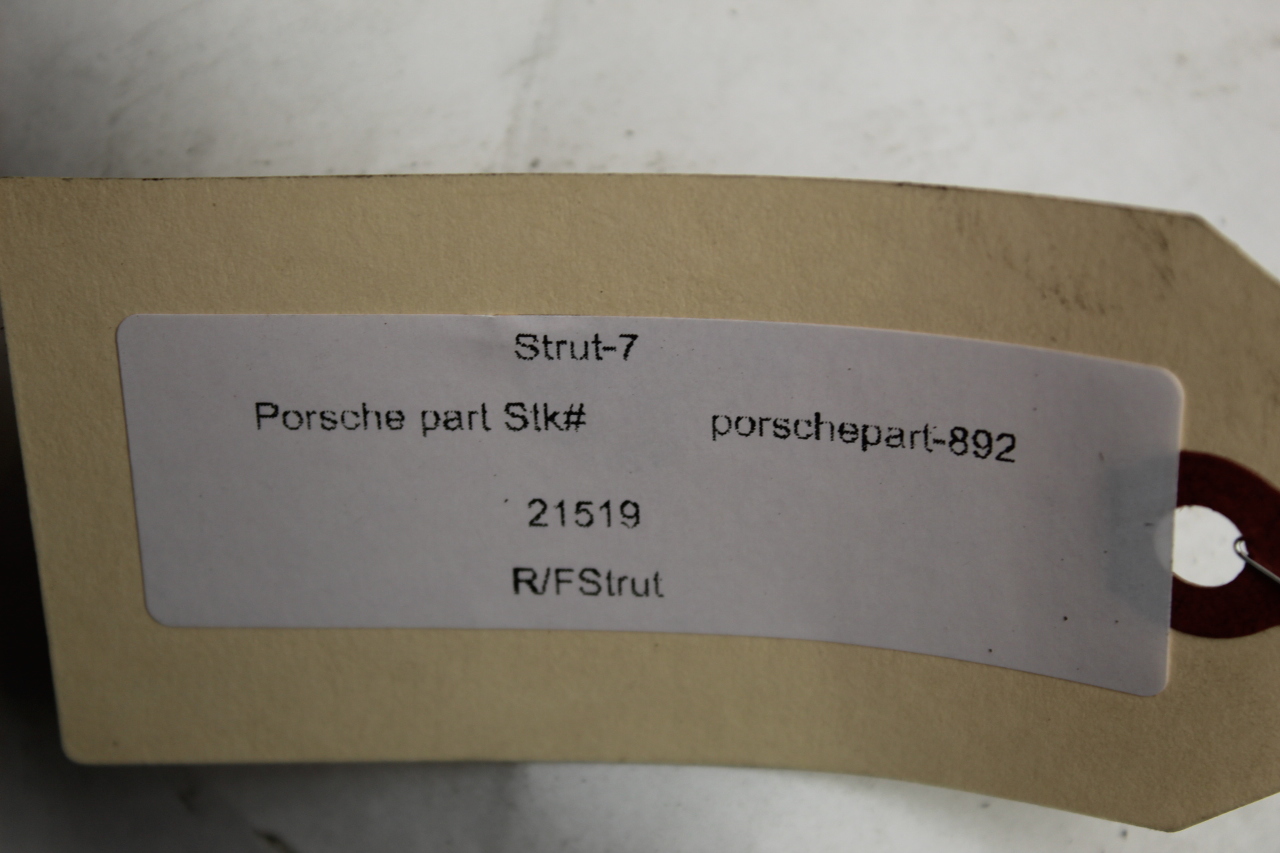 Strut-7
Porsche part Stk# porschepart-892
21519
R/FStrut